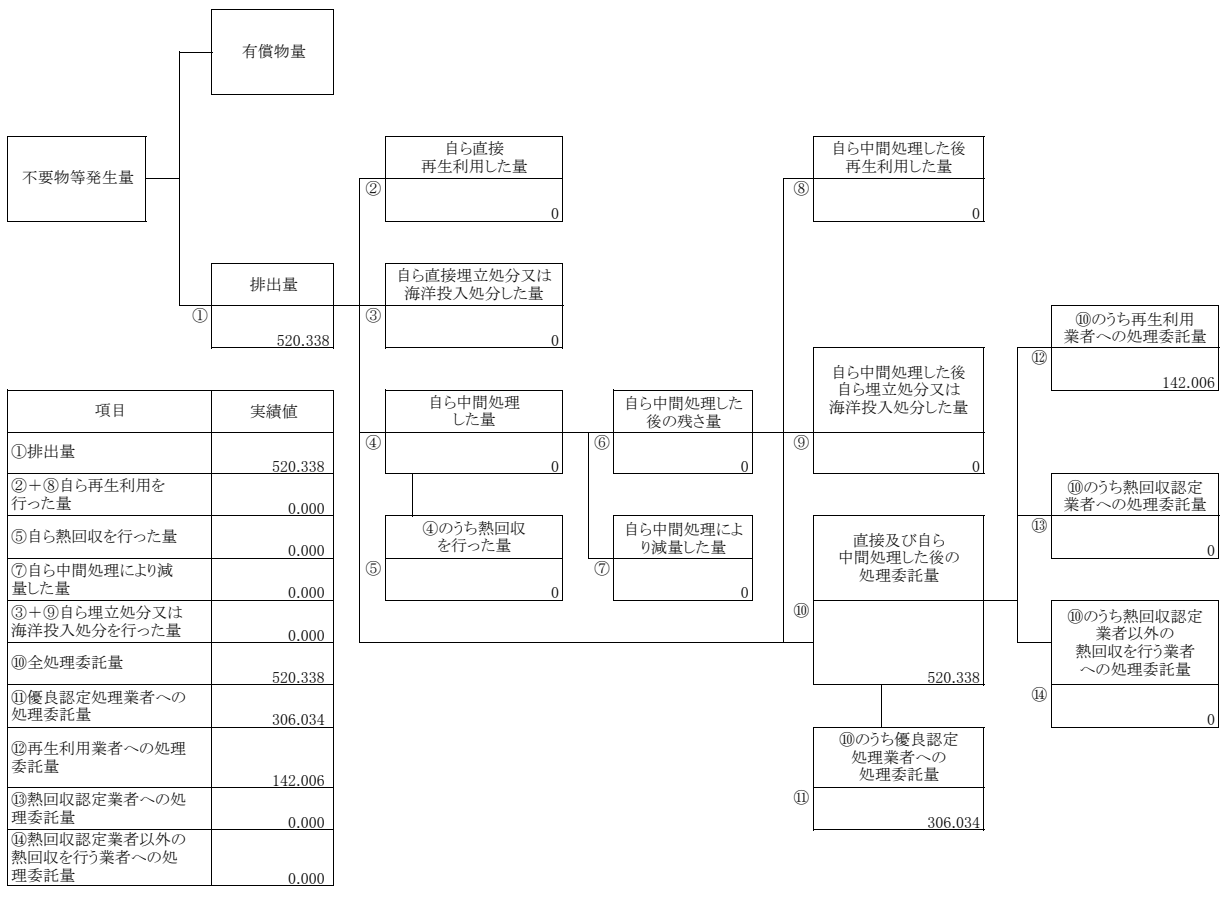 有償物量
不要物等発生量
排出量
①
520.338
自ら直接
再生利用した量
②
0
自ら直接埋立処分又は
海洋投入処分した量
③
0
自ら中間処理
した量
④
0
④のうち熱回収
を行った量
⑤
0
自ら中間処理した
後の残さ量
⑥
0
自ら中間処理によ
り減量した量
⑦
0
自ら中間処理した後
再生利用した量
⑧
0
自ら中間処理した後
自ら埋立処分又は
海洋投入処分した量
⑨
0
直接及び自ら
中間処理した後の
処理委託量
⑩
520.338
⑩のうち優良認定
処理業者への
処理委託量
⑪
306.034
⑩のうち再生利用
業者への処理委託量
⑫
142.006
⑩のうち熱回収認定
業者への処理委託量
⑬
0
⑩のうち熱回収認定
業者以外の
熱回収を行う業者
への処理委託量
⑭
0
項目 実績値
①排出量
520.338
②＋⑧自ら再生利用を
行った量
0.000
⑤自ら熱回収を行った量
0.000
⑦自ら中間処理により減
量した量
0.000
③＋⑨自ら埋立処分又は
海洋投入処分を行った量
0.000
⑩全処理委託量
520.338
⑪優良認定処理業者への
処理委託量
306.034
⑫再生利用業者への処理
委託量
142.006
⑬熱回収認定業者への処
理委託量
0.000
⑭熱回収認定業者以外の
熱回収を行う業者への処
理委託量
0.000